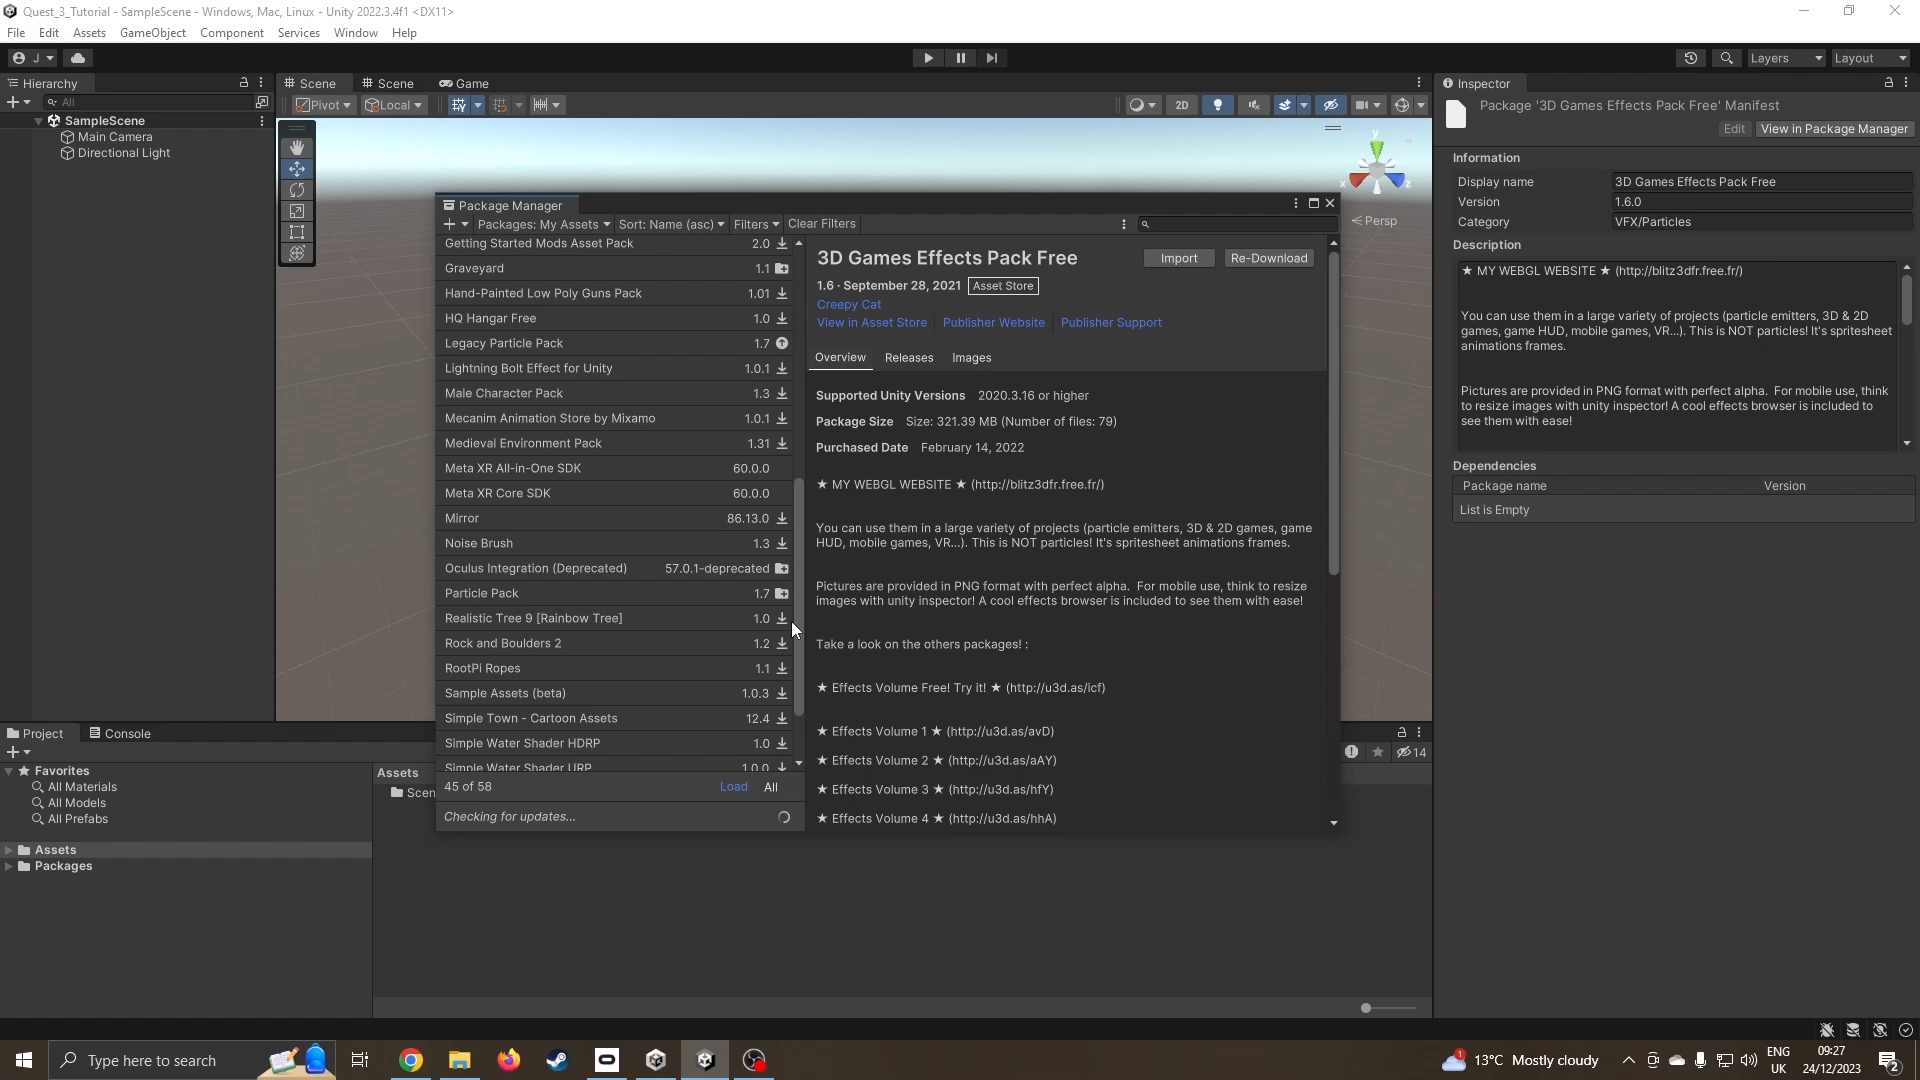 Quest_3_Tutorial - SampleScene - Windows, Mac, Linux - Unity 2022.3.4f1 <DX11>
File Edit Assets GameObject Component Services Window Help
J Layers Layout
Hierarchy
All
SampleScene
Main Camera
Directional Light
Scene Scene Game
Pivot Local 2D
y
x
z
Persp
Package Manager
Packages: My Assets Sort: Name (asc) Filters Clear Filters
Getting Started Mods Asset Pack 2.0
Graveyard 1.1
Hand-Painted Low Poly Guns Pack 1.01
HQ Hangar Free 1.0
Legacy Particle Pack 1.7
Lightning Bolt Effect for Unity 1.0.1
Male Character Pack 1.3
Mecanim Animation Store by Mixamo 1.0.1
Medieval Environment Pack 1.31
Meta XR All-in-One SDK 60.0.0
Meta XR Core SDK 60.0.0
Mirror 86.13.0
Noise Brush 1.3
Oculus Integration (Deprecated) 57.0.1-deprecated
Particle Pack 1.7
Realistic Tree 9 [Rainbow Tree] 1.0
Rock and Boulders 2 1.2
RootPi Ropes 1.1
Sample Assets (beta) 1.0.3
Simple Town - Cartoon Assets 12.4
Simple Water Shader HDRP 1.0
Simple Water Shader URP 1.0.0
45 of 58 Load All
Checking for updates...
3D Games Effects Pack Free Import Re-Download
1.6 · September 28, 2021 Asset Store
Creepy Cat
View in Asset Store Publisher Website Publisher Support
Overview Releases Images
Supported Unity Versions 2020.3.16 or higher
Package Size Size: 321.39 MB (Number of files: 79)
Purchased Date February 14, 2022
★ MY WEBGL WEBSITE ★ (http://blitz3dfr.free.fr/)
You can use them in a large variety of projects (particle emitters, 3D & 2D games, game
HUD, mobile games, VR...). This is NOT particles! It's spritesheet animations frames.
Pictures are provided in PNG format with perfect alpha. For mobile use, think to resize
images with unity inspector! A cool effects browser is included to see them with ease!
Take a look on the others packages! :
★ Effects Volume Free! Try it! ★ (http://u3d.as/icf)
★ Effects Volume 1 ★ (http://u3d.as/avD)
★ Effects Volume 2 ★ (http://u3d.as/aAY)
★ Effects Volume 3 ★ (http://u3d.as/hfY)
★ Effects Volume 4 ★ (http://u3d.as/hhA)
Inspector
Package '3D Games Effects Pack Free' Manifest
Edit View in Package Manager
Information
Display name 3D Games Effects Pack Free
Version 1.6.0
Category VFX/Particles
Description
★ MY WEBGL WEBSITE ★ (http://blitz3dfr.free.fr/)
You can use them in a large variety of projects (particle emitters, 3D & 2D
games, game HUD, mobile games, VR...). This is NOT particles! It's spritesheet
animations frames.
Pictures are provided in PNG format with perfect alpha. For mobile use, think
to resize images with unity inspector! A cool effects browser is included to
see them with ease!
Dependencies
Package name Version
List is Empty
Project Console
14
Favorites
All Materials
All Models
All Prefabs
Assets
Packages
Assets
Scen
Type here to search
1 13°C Mostly cloudy
ENG
UK
09:27
24/12/2023
2